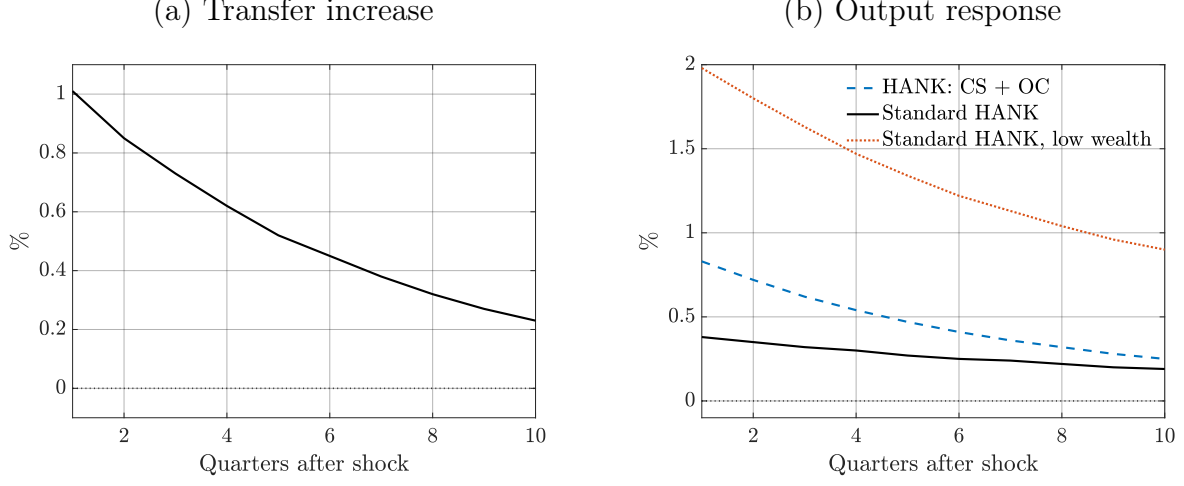 (a) Transfer increase
1
0.8
0.6
0.4
0.2
0
%
2 4 6 8 10
Quarters after shock
(b) Output response
2
1.5
1
0.5
0
%
HANK: CS + OC
Standard HANK
Standard HANK, low wealth
2 4 6 8 10
Quarters after shock